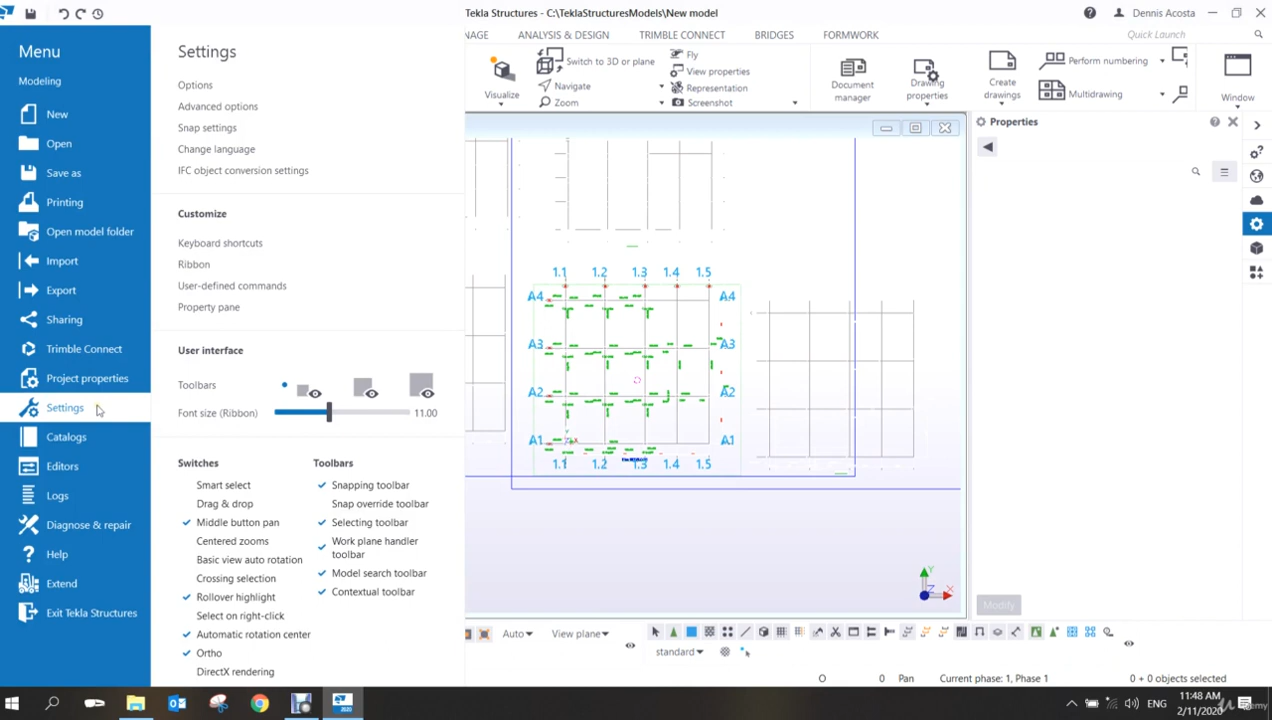 Tekla Structures - C:\TeklaStructuresModels\New model
Dennis Acosta
NAGE
ANALYSIS & DESIGN
TRIMBLE CONNECT
BRIDGES
FORMWORK
Quick Launch
Visualize
Switch to 3D or plane
Navigate
Zoom
Fly
View properties
Representation
Screenshot
Document
manager
Drawing
properties
Create
drawings
Perform numbering
Multidrawing
Window
Menu
Modeling
New
Open
Save as
Printing
Open model folder
Import
Export
Sharing
Trimble Connect
Project properties
Settings
Catalogs
Editors
Logs
Diagnose & repair
Help
Extend
Exit Tekla Structures
Settings
Options
Advanced options
Snap settings
Change language
IFC object conversion settings
Customize
Keyboard shortcuts
Ribbon
User-defined commands
Property pane
User interface
Toolbars
Font size (Ribbon)
11.00
Switches
Smart select
Drag & drop
Middle button pan
Centered zooms
Basic view auto rotation
Crossing selection
Rollover highlight
Select on right-click
Automatic rotation center
Ortho
DirectX rendering
Toolbars
Snapping toolbar
Snap override toolbar
Selecting toolbar
Work plane handler
toolbar
Model search toolbar
Contextual toolbar
1.1 1.2 1.3 1.4 1.5
A4 A4
A3 A3
A2 A2
A1 A1
1.1 1.2 1.3 1.4 1.5
Y
Z
X
Properties
Modify
Auto
View plane
standard
O
0
Pan
Current phase: 1, Phase 1
0 + 0 objects selected
2020
ENG
11:48 AM
2/11/2020
Udemy